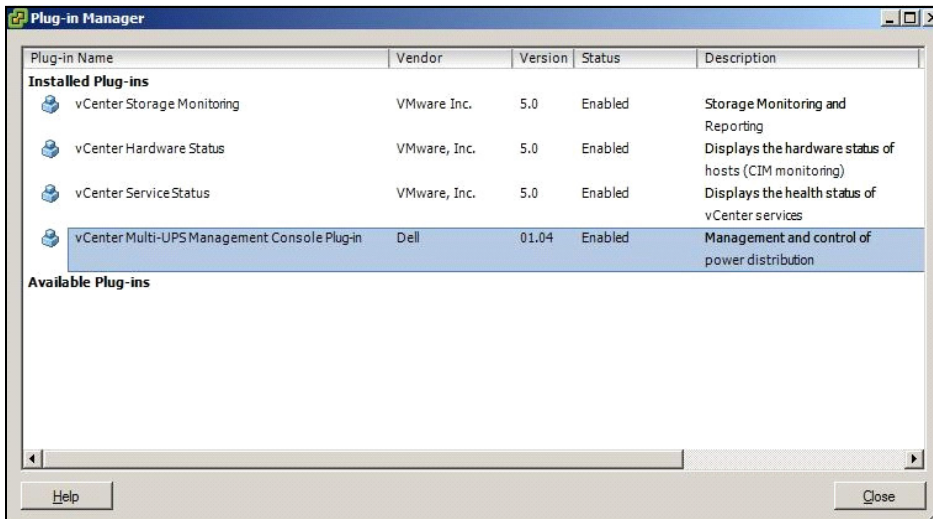 Plug-in Manager
Plug-in Name Vendor Version Status Description
Installed Plug-ins
vCenter Storage Monitoring VMware Inc. 5.0 Enabled Storage Monitoring and
Reporting
vCenter Hardware Status VMware, Inc. 5.0 Enabled Displays the hardware status of
hosts (CIM monitoring)
vCenter Service Status VMware, Inc. 5.0 Enabled Displays the health status of
vCenter services
vCenter Multi-UPS Management Console Plug-in Dell 01.04 Enabled Management and control of
power distribution
Available Plug-ins
Help Close